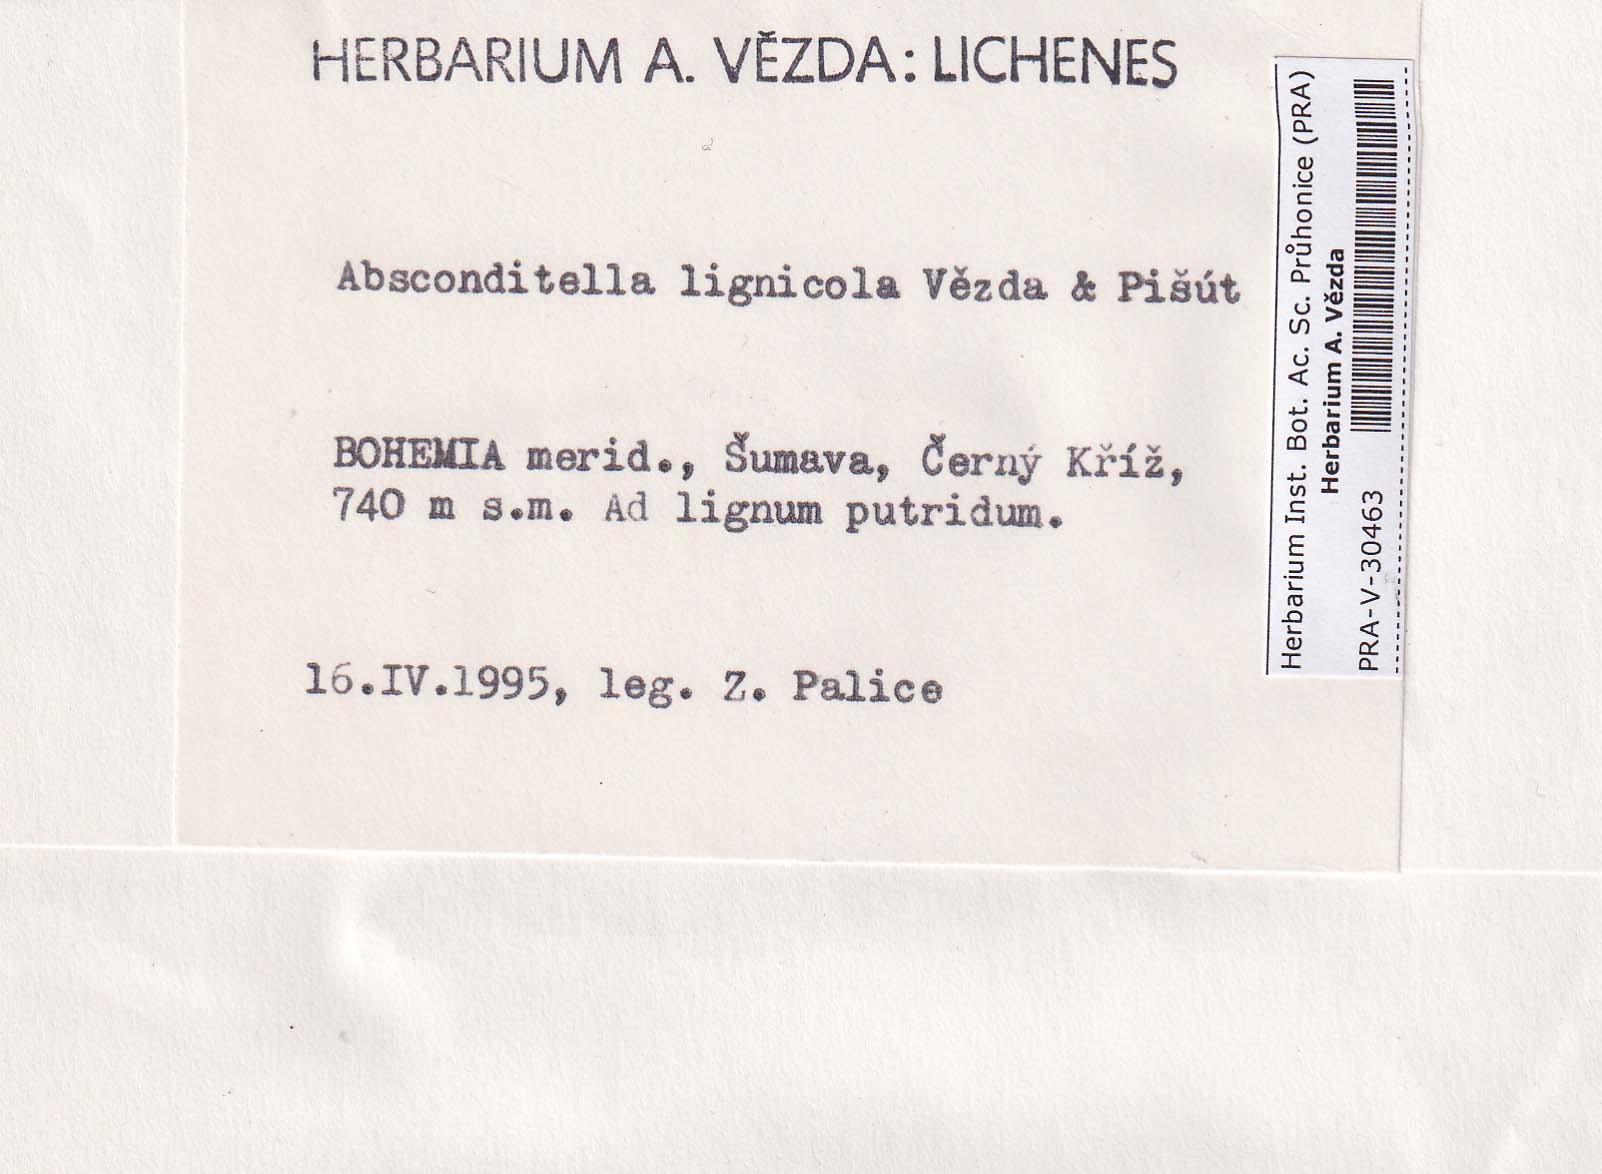 HERBARIUM A. VĚZDA: LICHENES
Absconditella lignicola Vězda & Pišút
BOHEMIA merid., Šumava, Černý Kříž,
740 m s.m. Ad lignum putridum.
16.IV.1995, leg. Z. Palice
Herbarium Inst. Bot. Ac. Sc. Průhonice (PRA)
Herbarium A. Vězda
PRA-V-30463